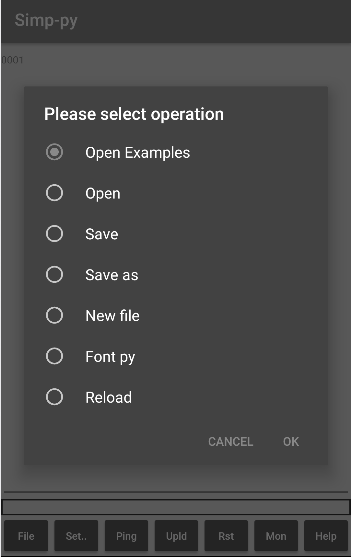 Simp-py
0001
Please select operation
Open Examples
Open
Save
Save as
New file
Font py
Reload
CANCEL OK
File Set.. Ping Upld Rst Mon Help